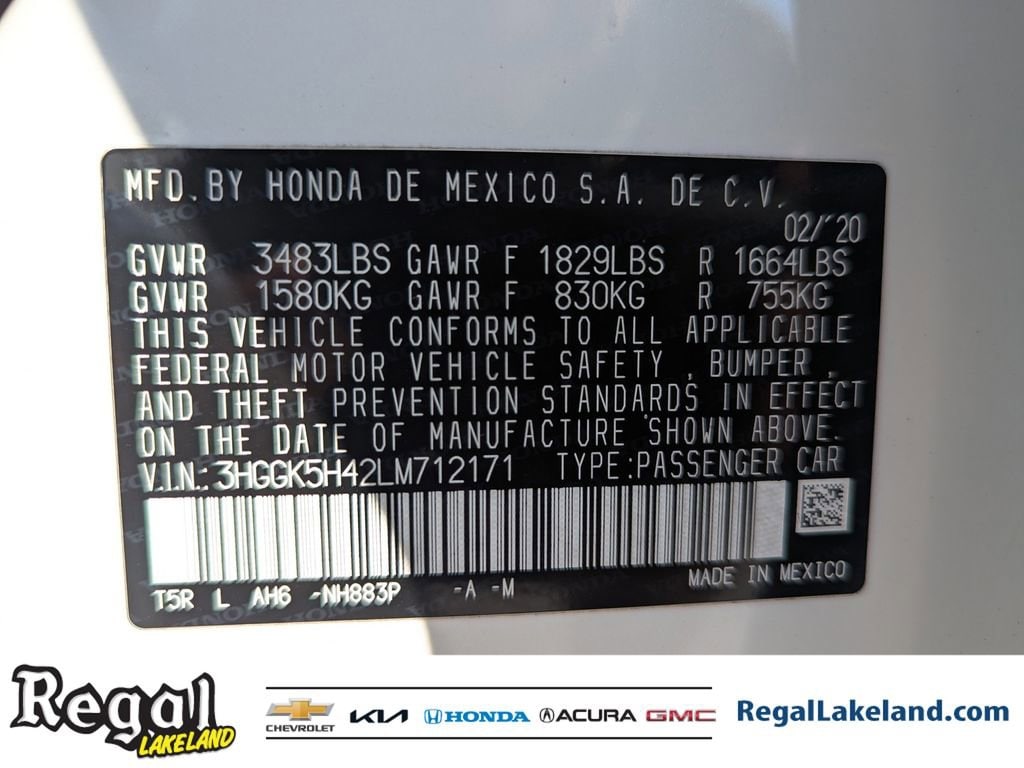 MFD. BY HONDA DE MEXICO S.A. DE C.V.
02/'20
GVWR 3483LBS GAWR F 1829LBS R 1664LBS
GVWR 1580KG GAWR F 830KG R 755KG
THIS VEHICLE CONFORMS TO ALL APPLICABLE
FEDERAL MOTOR VEHICLE SAFETY , BUMPER ,
AND THEFT PREVENTION STANDARDS IN EFFECT
ON THE DATE OF MANUFACTURE SHOWN ABOVE.
V.I.N.: 3HGGK5H42LM712171 TYPE:PASSENGER CAR
MADE IN MEXICO
T5R L AH6 -NH883P -A -M
Regal
LAKELAND
CHEVROLET KIA HONDA ACURA GMC
RegalLakeland.com